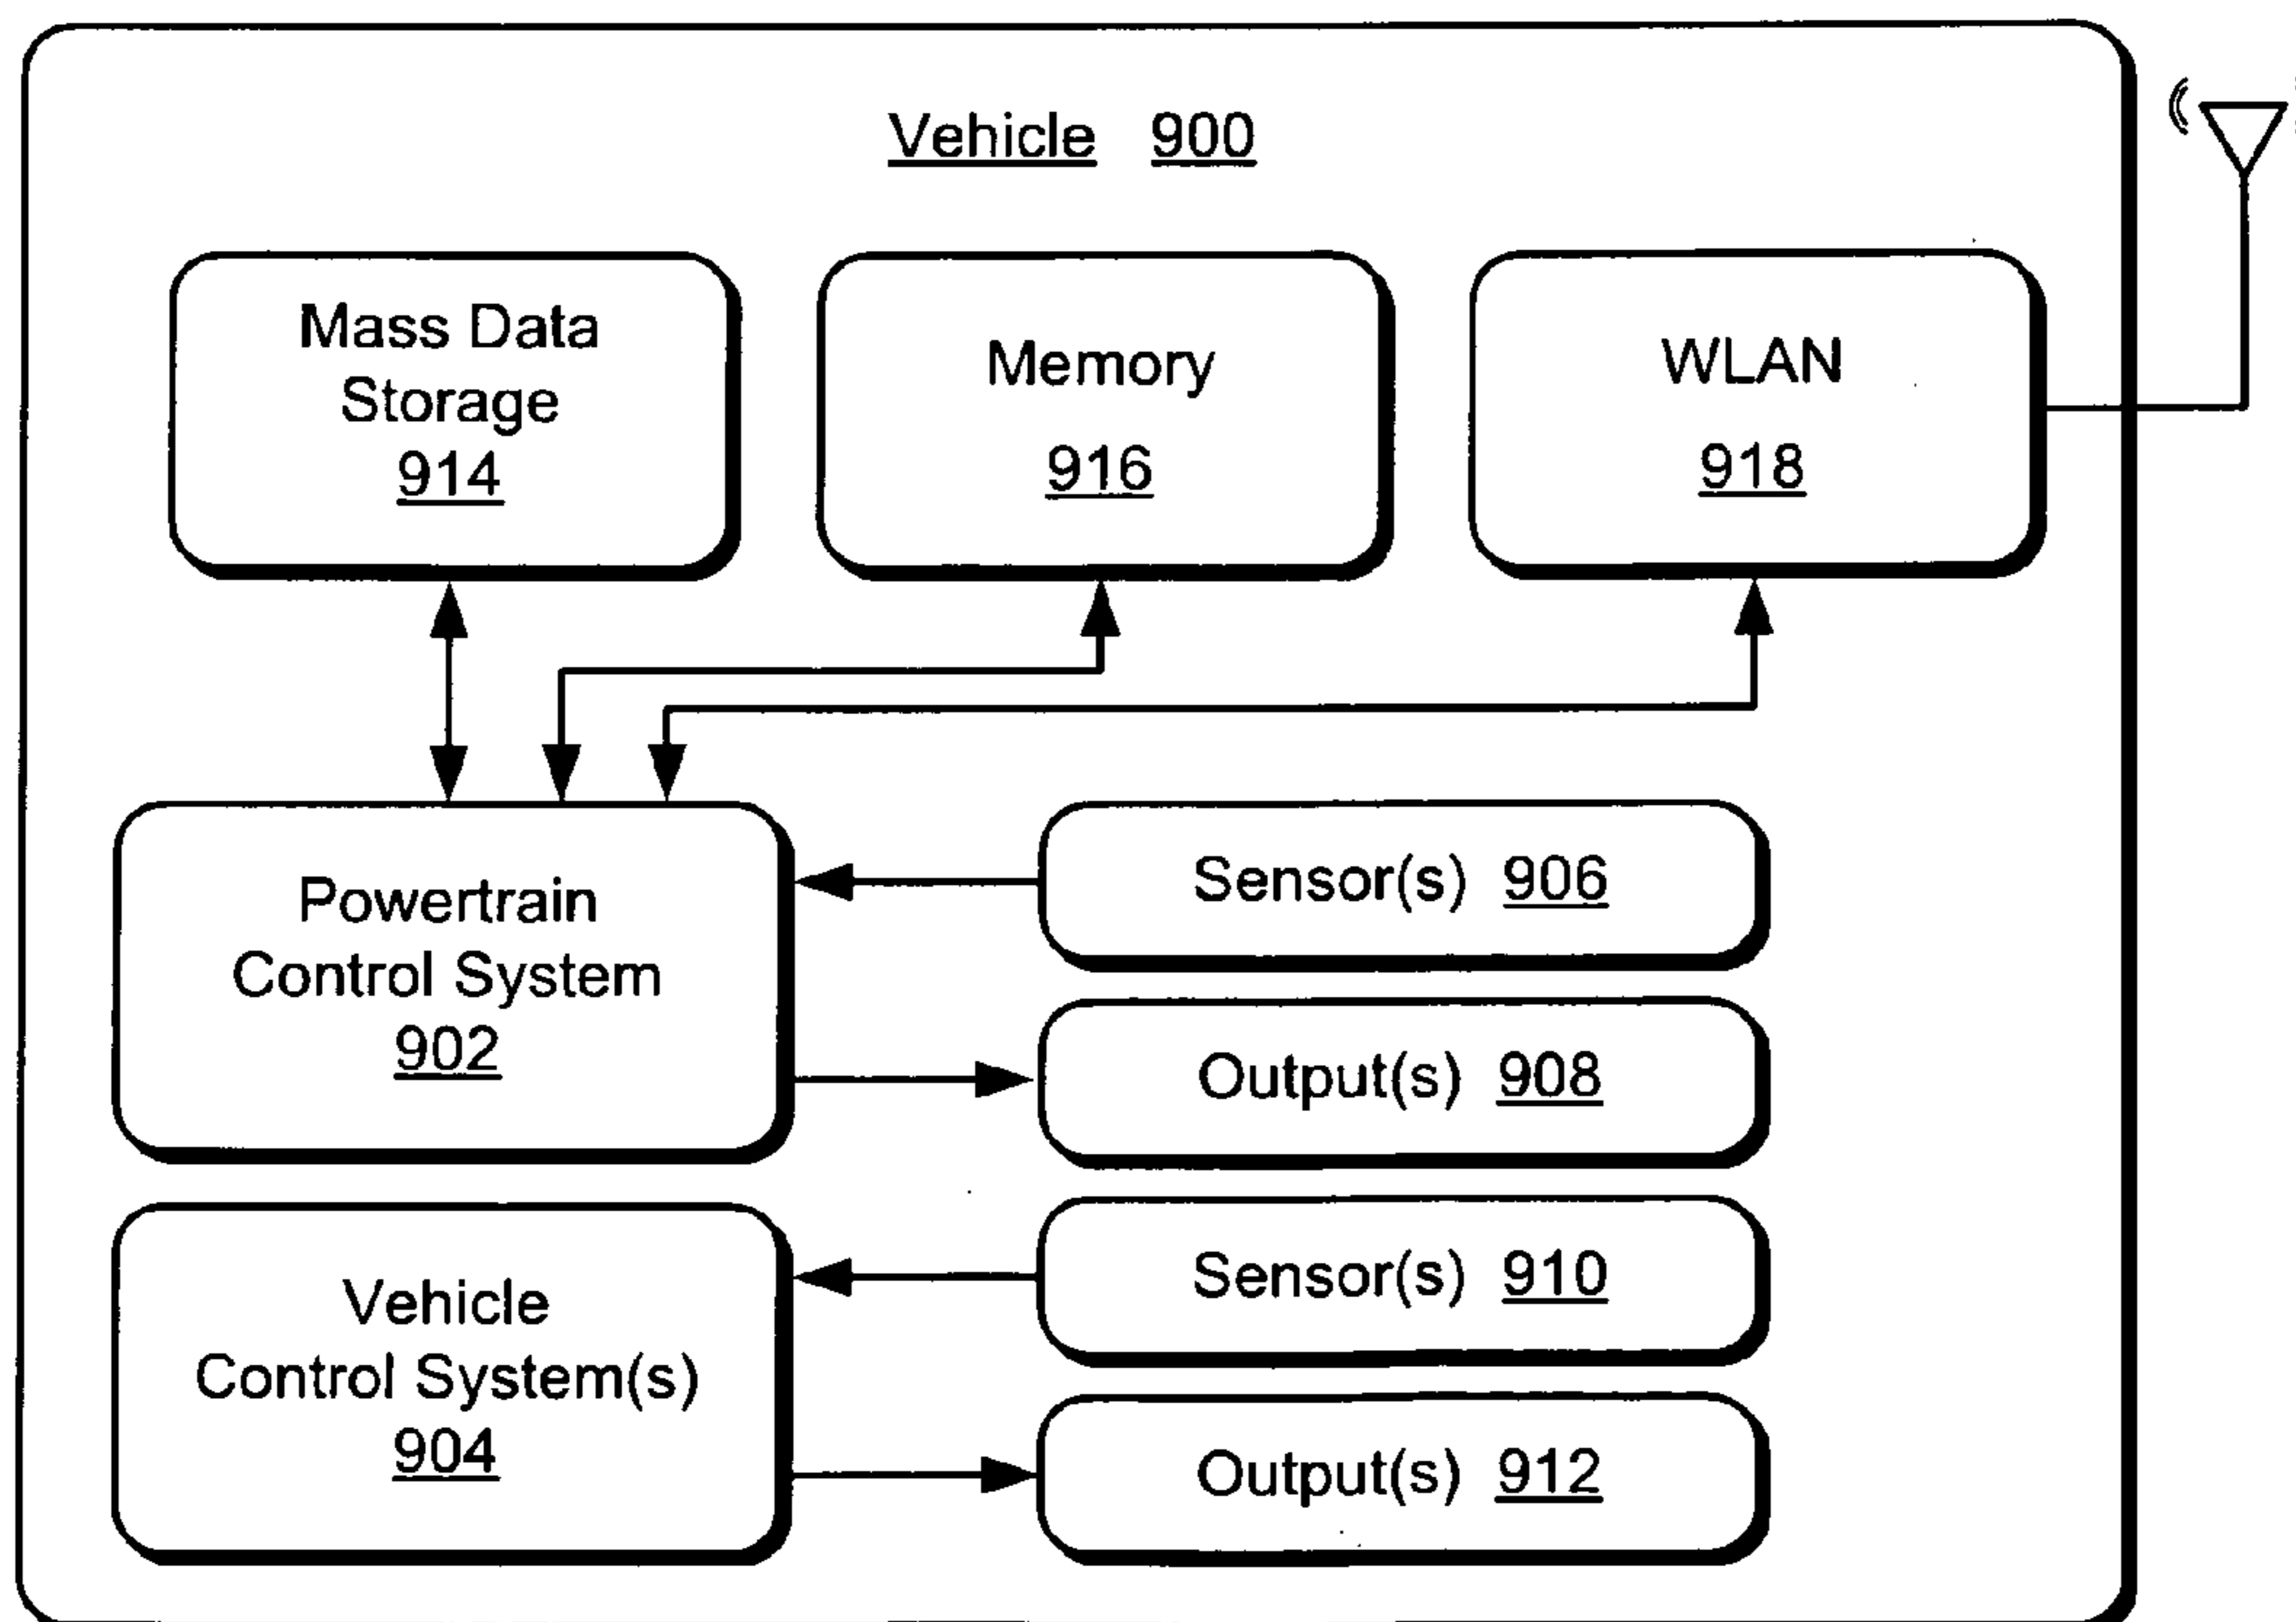 Vehicle 900
Mass Data
Storage
914
Memory
916
WLAN
918
Powertrain
Control System
902
Sensor(s) 906
Output(s) 908
Vehicle
Control System(s)
904
Sensor(s) 910
Output(s) 912